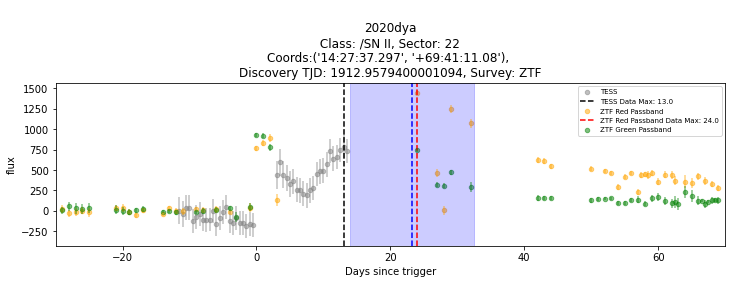 2020dya
Class: /SN II, Sector: 22
Coords:('14:27:37.297', '+69:41:11.08'),
Discovery TJD: 1912.9579400001094, Survey: ZTF
flux
1500
1250
1000
750
500
250
0
−250
−20
0
20
40
60
Days since trigger
TESS
TESS Data Max: 13.0
ZTF Red Passband
ZTF Red Passband Data Max: 24.0
ZTF Green Passband